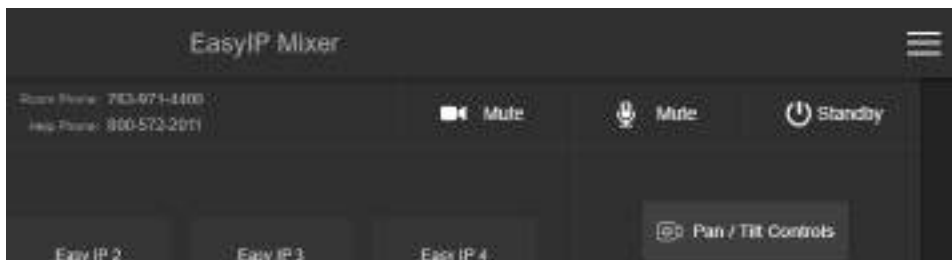 EasyIP Mixer
Room Phone: 763-971-4400
Help Phone: 800-572-2011
Mute
Mute
Standby
Pan / Tilt Controls
Easy IP 2
Easy IP 3
Easy IP 4